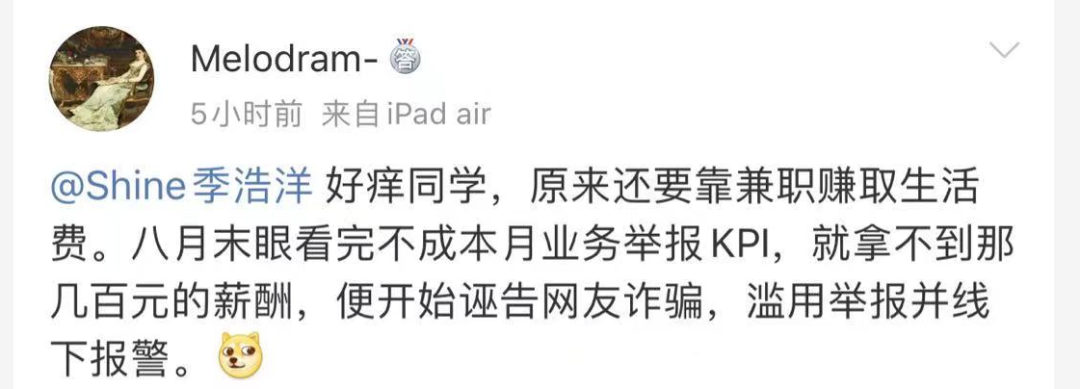 Melodram-
5小时前 来自iPad air
@Shine季浩洋 好痒同学，原来还要靠兼职赚取生活
费。八月末眼看完不成本月业务举报KPI，就拿不到那
几百元的薪酬，便开始诬告网友诈骗，滥用举报并线
下报警。